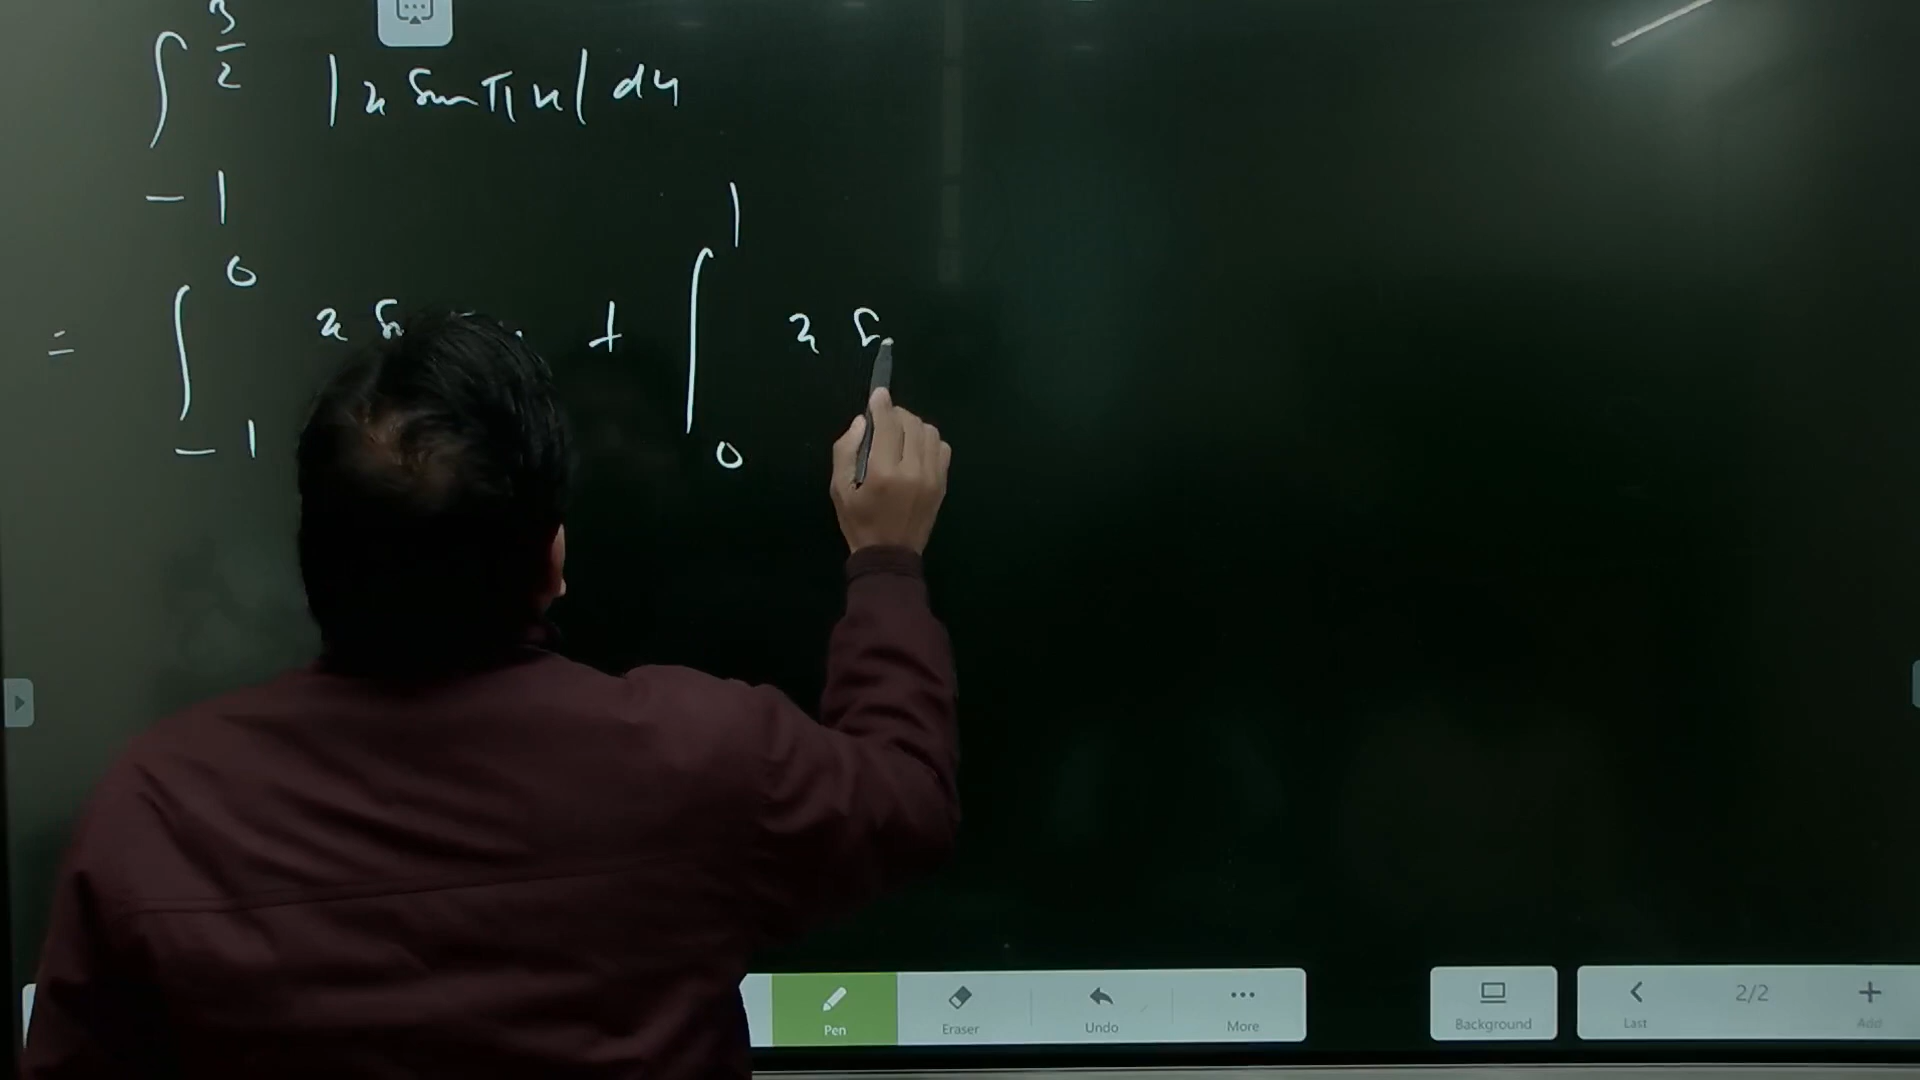 ∫_{-1}^{3/2} |x sin πx| dx
= ∫_{-1}^{0} x + ∫_{0}^{1} x
Pen Eraser Undo More Background Last 2/2 Add